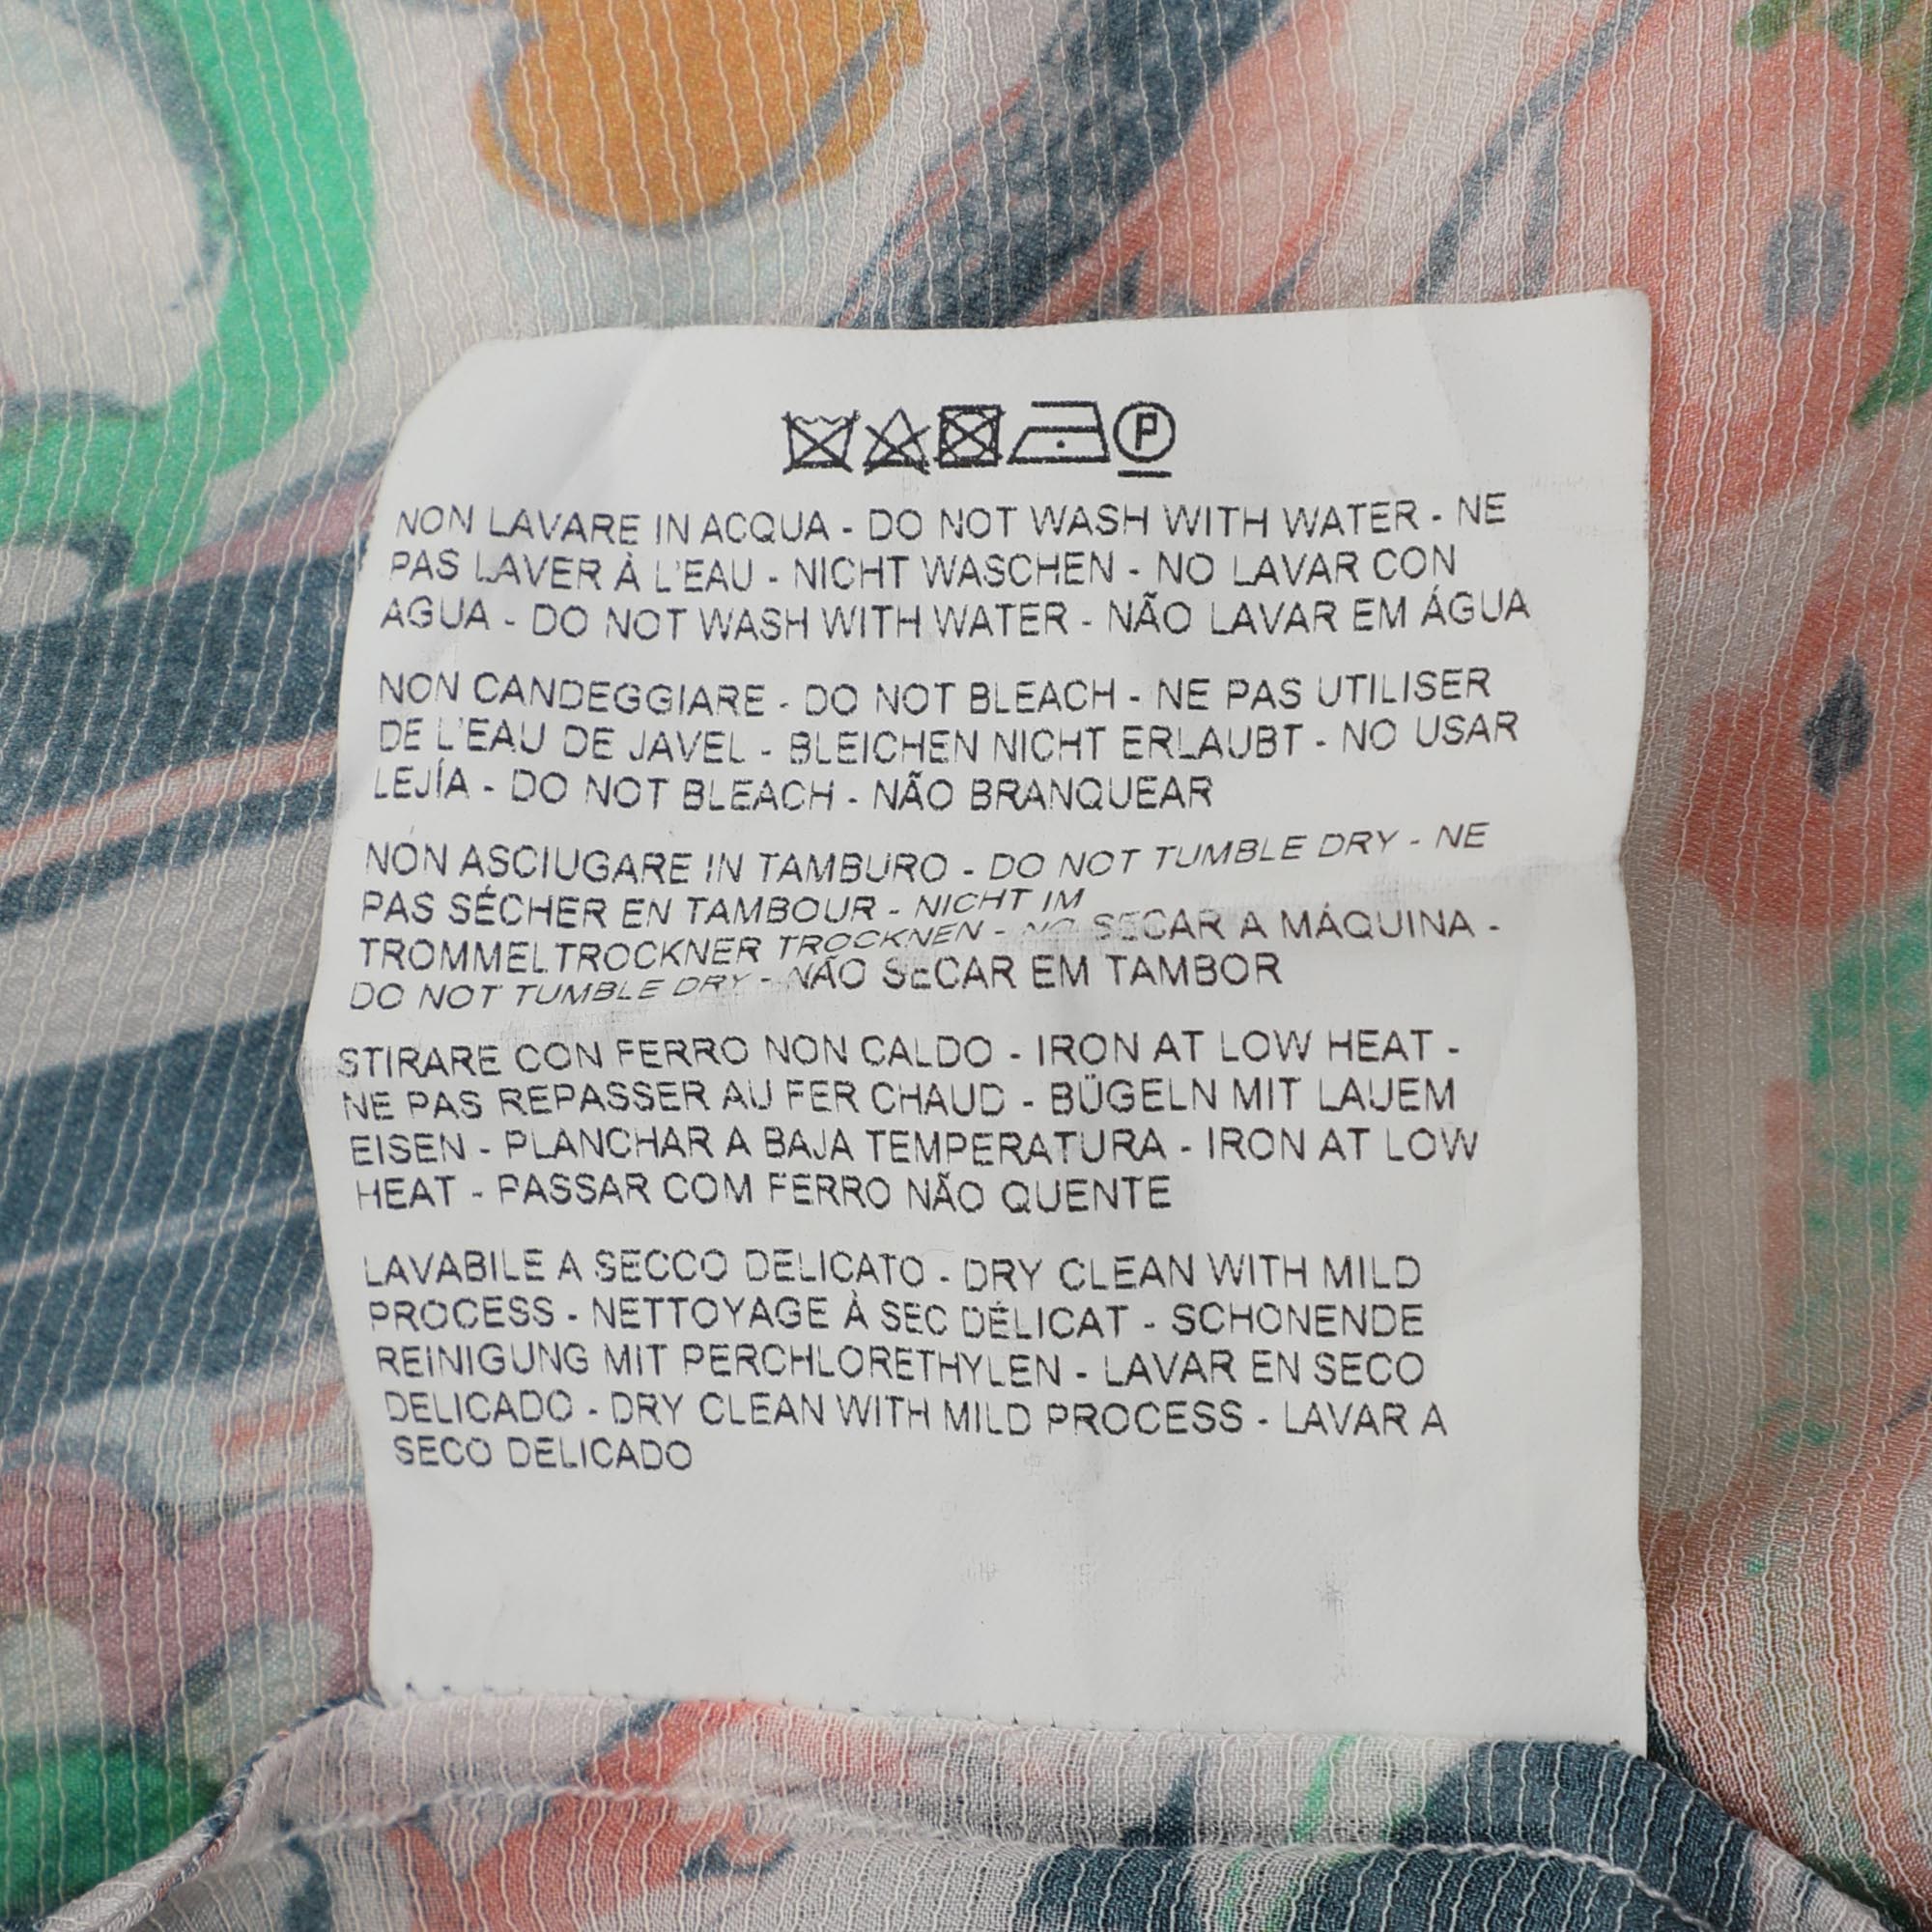 P
NON LAVARE IN ACQUA - DO NOT WASH WITH WATER - NE
PAS LAVER À L'EAU - NICHT WASCHEN - NO LAVAR CON
AGUA - DO NOT WASH WITH WATER - NÃO LAVAR EM ÁGUA
NON CANDEGGIARE - DO NOT BLEACH - NE PAS UTILISER
DE L'EAU DE JAVEL - BLEICHEN NICHT ERLAUBT - NO USAR
LEJÍA - DO NOT BLEACH - NÃO BRANQUEAR
NON ASCIUGARE IN TAMBURO - DO NOT TUMBLE DRY - NE
PAS SÉCHER EN TAMBOUR - NICHT IM
TROMMELTROCKNER TROCKNEN - NO SECAR A MÁQUINA -
DO NOT TUMBLE DRY - NÃO SECAR EM TAMBOR
STIRARE CON FERRO NON CALDO - IRON AT LOW HEAT -
NE PAS REPASSER AU FER CHAUD - BÜGELN MIT LAUEM
EISEN - PLANCHAR A BAJA TEMPERATURA - IRON AT LOW
HEAT - PASSAR COM FERRO NÃO QUENTE
LAVABILE A SECCO DELICATO - DRY CLEAN WITH MILD
PROCESS - NETTOYAGE À SEC DÉLICAT - SCHONENDE
REINIGUNG MIT PERCHLORETHYLEN - LAVAR EN SECO
DELICADO - DRY CLEAN WITH MILD PROCESS - LAVAR A
SECO DELICADO